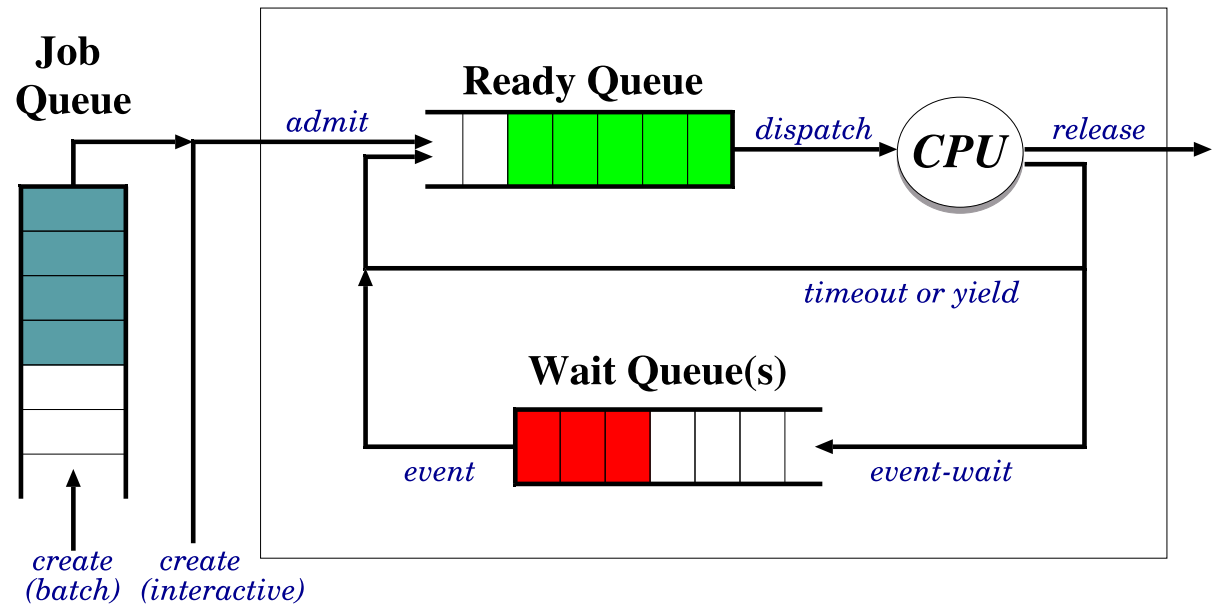 Job
Queue
Ready Queue
admit
dispatch
CPU
release
timeout or yield
Wait Queue(s)
event
event-wait
create
(batch)
create
(interactive)